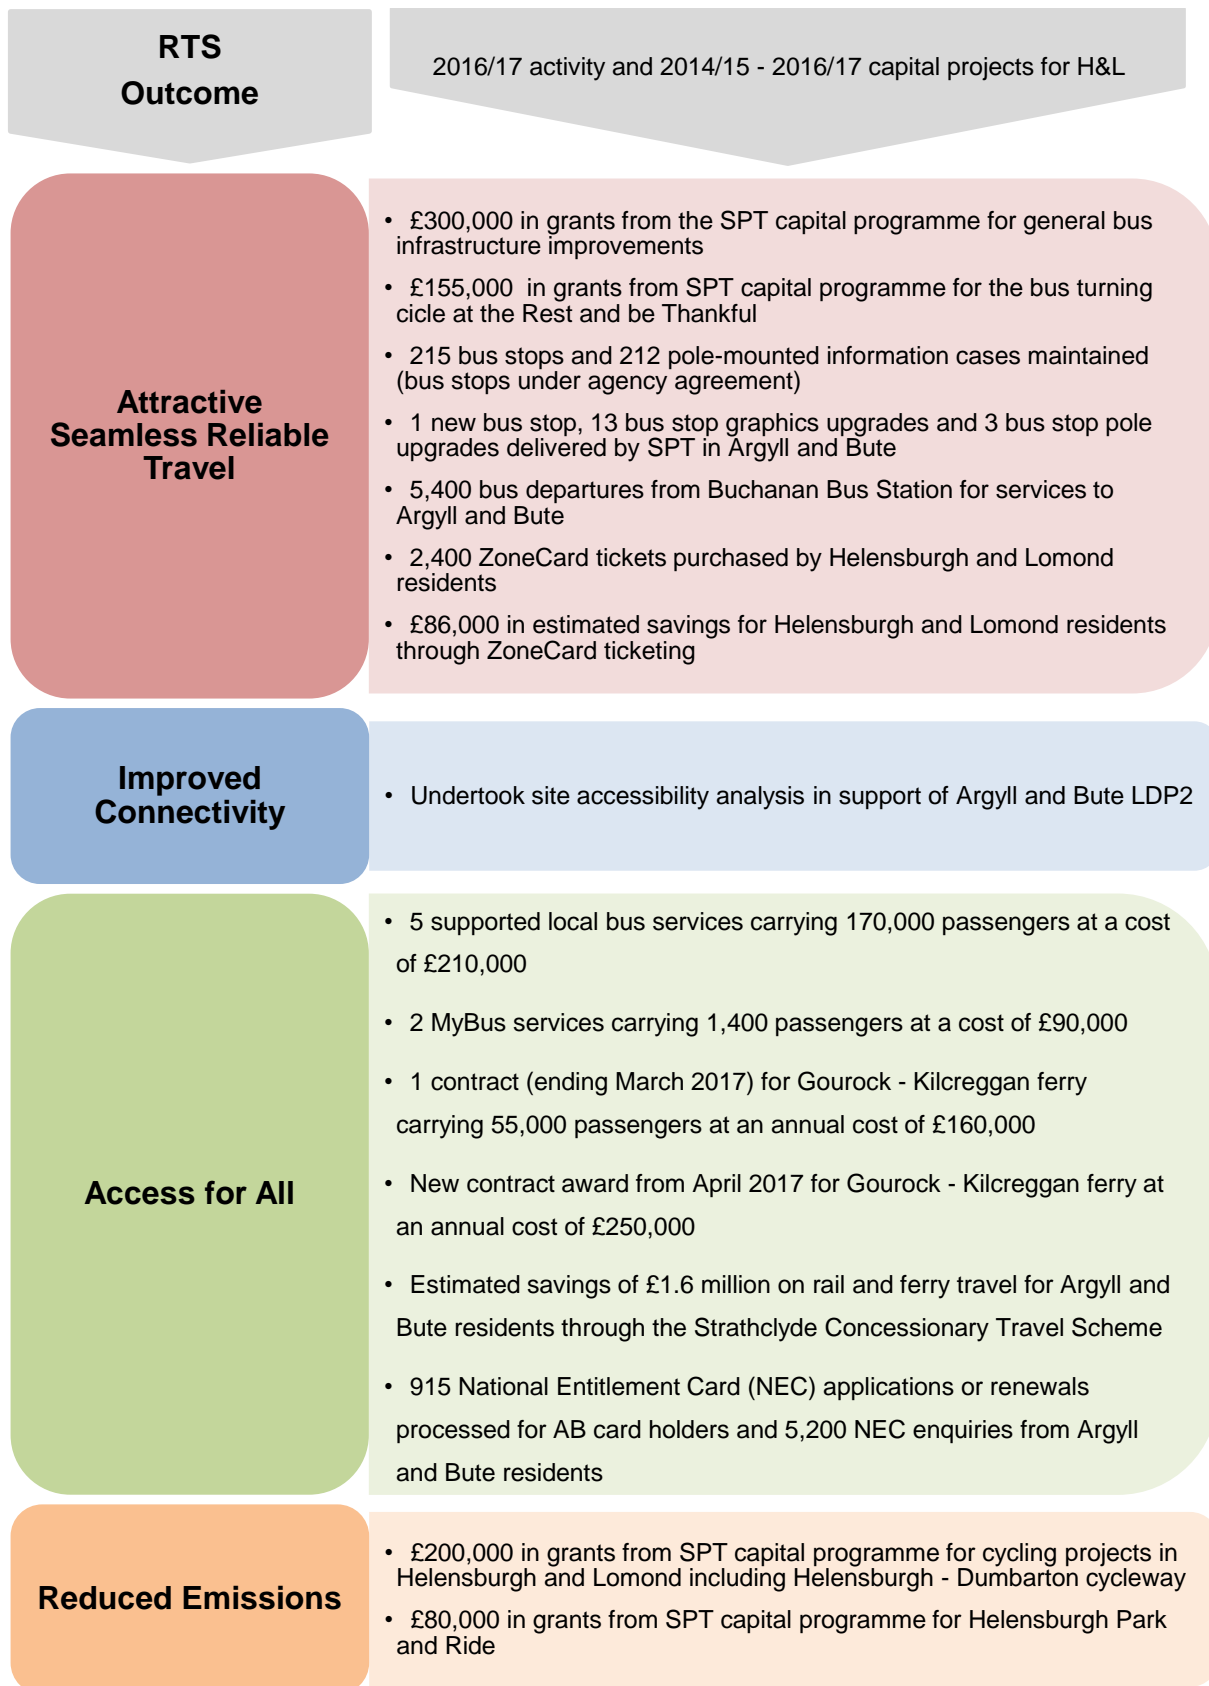 RTS
Outcome
2016/17 activity and 2014/15 - 2016/17 capital projects for H&L
Attractive
Seamless Reliable
Travel
• £300,000 in grants from the SPT capital programme for general bus
infrastructure improvements
• £155,000 in grants from SPT capital programme for the bus turning
cicle at the Rest and be Thankful
• 215 bus stops and 212 pole-mounted information cases maintained
(bus stops under agency agreement)
• 1 new bus stop, 13 bus stop graphics upgrades and 3 bus stop pole
upgrades delivered by SPT in Argyll and Bute
• 5,400 bus departures from Buchanan Bus Station for services to
Argyll and Bute
• 2,400 ZoneCard tickets purchased by Helensburgh and Lomond
residents
• £86,000 in estimated savings for Helensburgh and Lomond residents
through ZoneCard ticketing
Improved
Connectivity
• Undertook site accessibility analysis in support of Argyll and Bute LDP2
Access for All
• 5 supported local bus services carrying 170,000 passengers at a cost
of £210,000
• 2 MyBus services carrying 1,400 passengers at a cost of £90,000
• 1 contract (ending March 2017) for Gourock - Kilcreggan ferry
carrying 55,000 passengers at an annual cost of £160,000
• New contract award from April 2017 for Gourock - Kilcreggan ferry at
an annual cost of £250,000
• Estimated savings of £1.6 million on rail and ferry travel for Argyll and
Bute residents through the Strathclyde Concessionary Travel Scheme
• 915 National Entitlement Card (NEC) applications or renewals
processed for AB card holders and 5,200 NEC enquiries from Argyll
and Bute residents
Reduced Emissions
• £200,000 in grants from SPT capital programme for cycling projects in
Helensburgh and Lomond including Helensburgh - Dumbarton cycleway
• £80,000 in grants from SPT capital programme for Helensburgh Park
and Ride